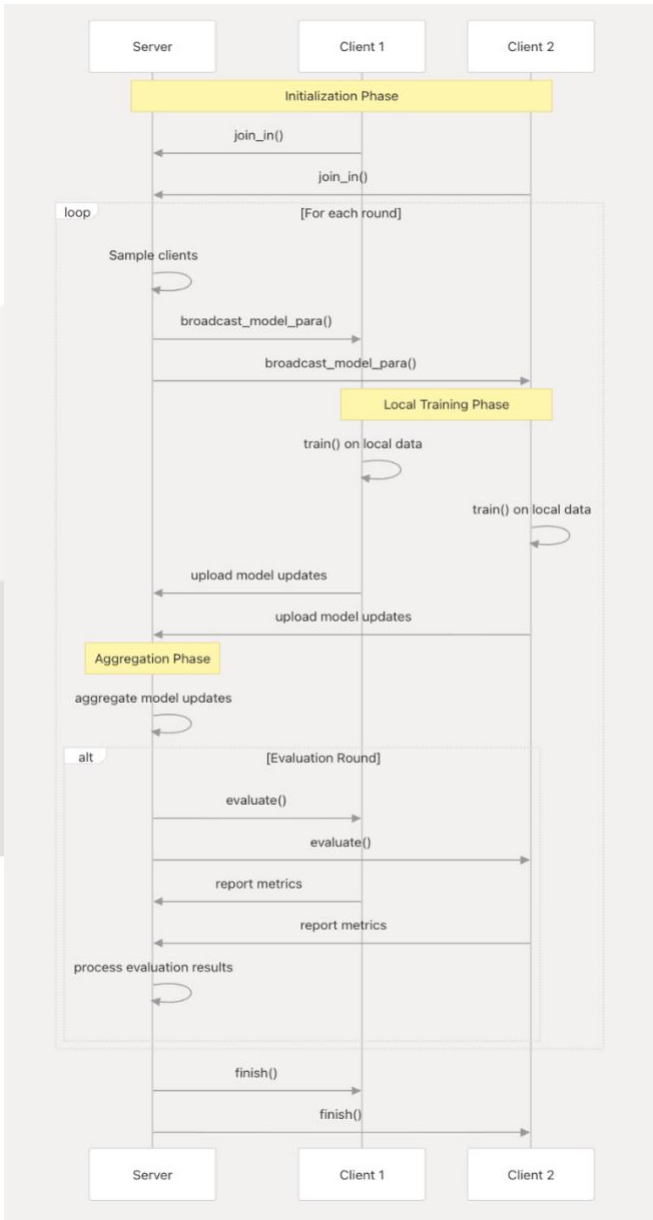 Server
Client 1
Client 2
Initialization Phase
join_in()
join_in()
loop
[For each round]
Sample clients
broadcast_model_para()
broadcast_model_para()
Local Training Phase
train() on local data
train() on local data
upload model updates
upload model updates
Aggregation Phase
aggregate model updates
alt
[Evaluation Round]
evaluate()
evaluate()
report metrics
report metrics
process evaluation results
finish()
finish()
Server
Client 1
Client 2